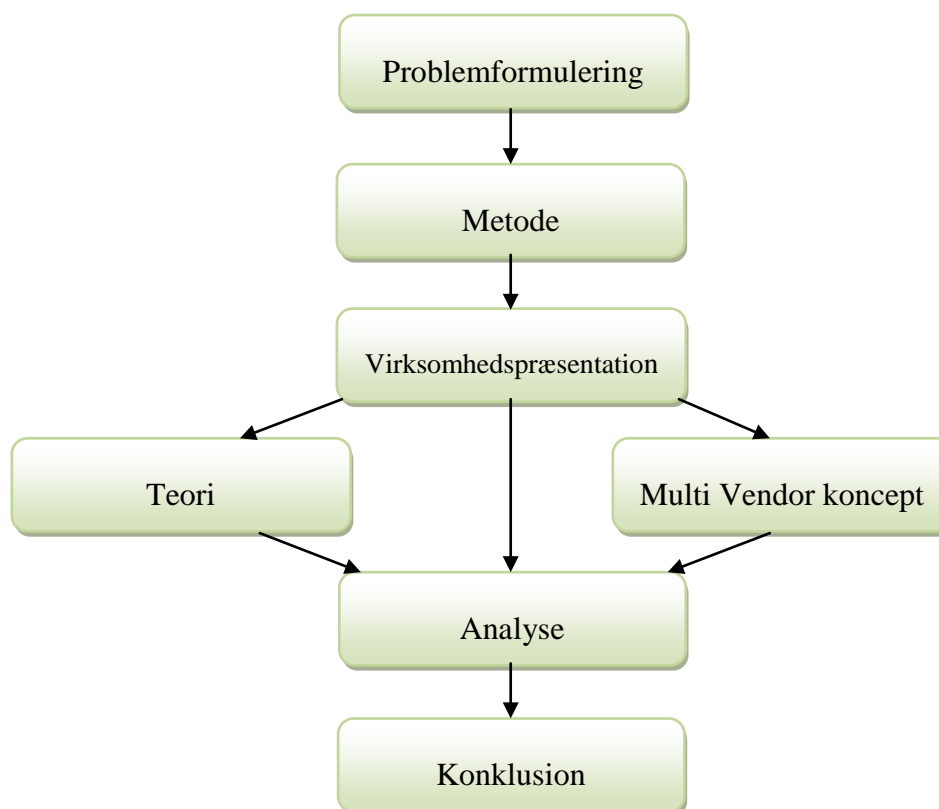 Problemformulering
Metode
Virksomhedspræsentation
Teori
Multi Vendor koncept
Analyse
Konklusion